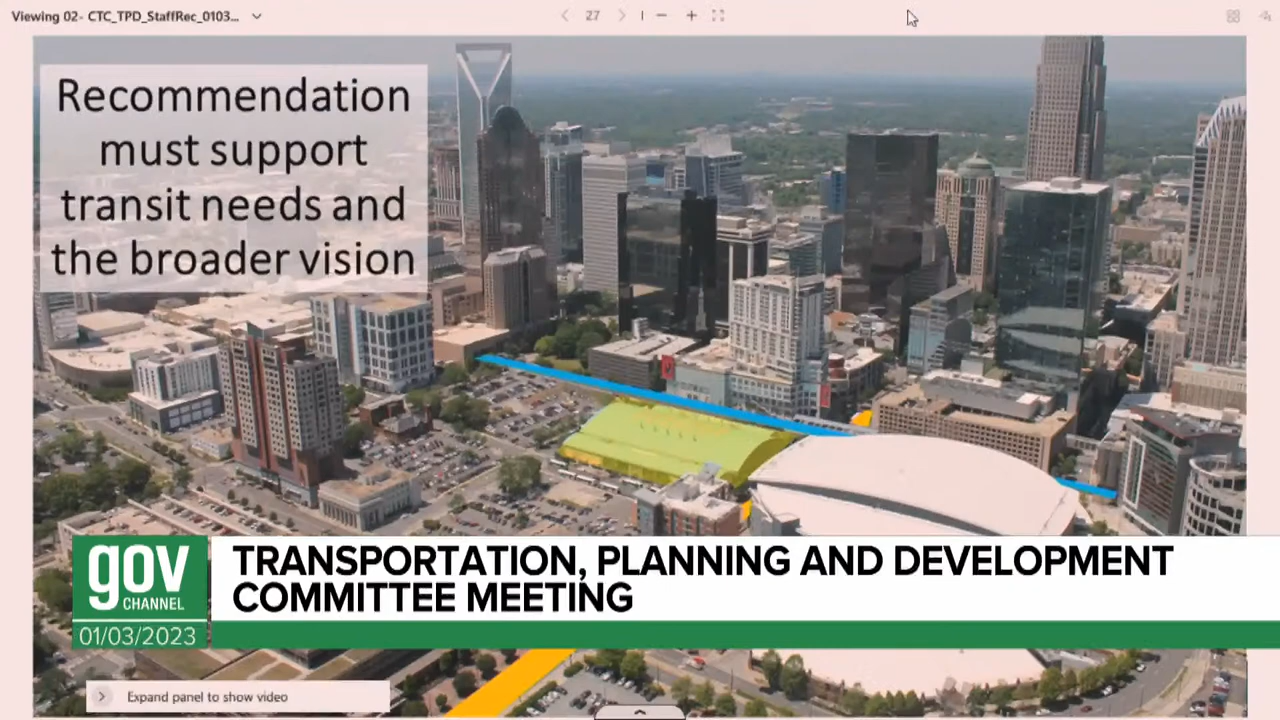 Viewing 02- CTC_TPD_StaffRec_0103...
27
Recommendation
must support
transit needs and
the broader vision
gov
CHANNEL
01/03/2023
TRANSPORTATION, PLANNING AND DEVELOPMENT
COMMITTEE MEETING
Expand panel to show video